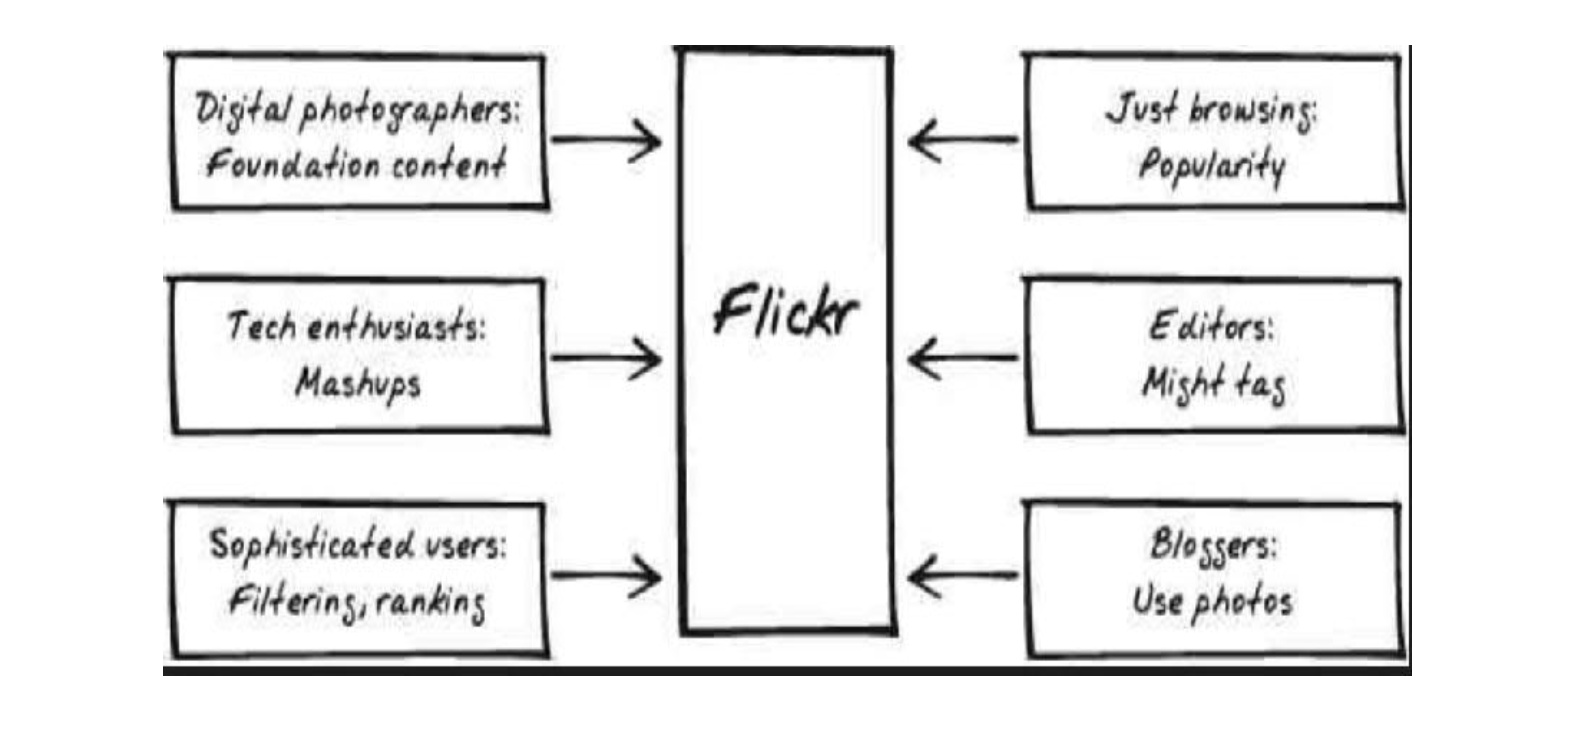 Digital photographers:
Foundation content
Tech enthusiasts:
Mashups
Sophisticated users:
Filtering, ranking
Flickr
Just browsing:
Popularity
Editors:
Might tag
Bloggers:
Use photos